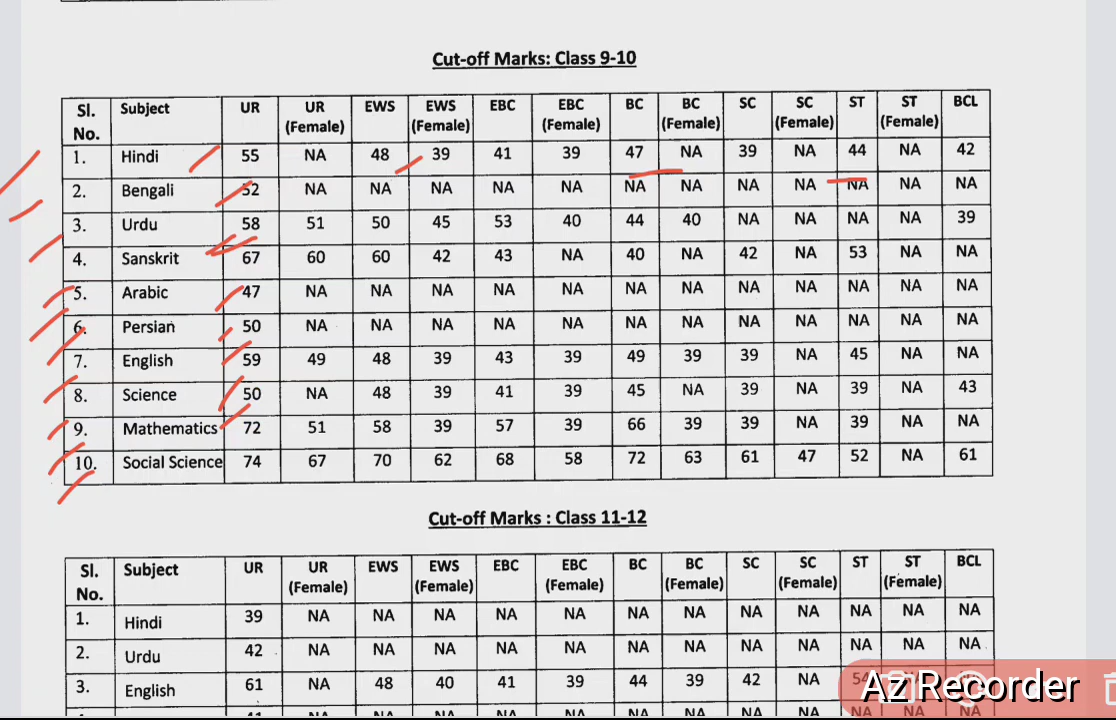 Cut-off Marks: Class 9-10
Sl. No. Subject UR UR (Female) EWS EWS (Female) EBC EBC (Female) BC BC (Female) SC SC (Female) ST ST (Female) BCL
1. Hindi 55 NA 48 39 41 39 47 NA 39 NA 44 NA 42
2. Bengali 52 NA NA NA NA NA NA NA NA NA NA NA NA
3. Urdu 58 51 50 45 53 40 44 40 NA NA NA NA 39
4. Sanskrit 67 60 60 42 43 NA 40 NA 42 NA 53 NA NA
5. Arabic 47 NA NA NA NA NA NA NA NA NA NA NA NA
6. Persian 50 NA NA NA NA NA NA NA NA NA NA NA NA
7. English 59 49 48 39 43 39 49 39 39 NA 45 NA NA
8. Science 50 NA 48 39 41 39 45 NA 39 NA 39 NA 43
9. Mathematics 72 51 58 39 57 39 66 39 39 NA 39 NA NA
10. Social Science 74 67 70 62 68 58 72 63 61 47 52 NA 61
Cut-off Marks : Class 11-12
Sl. No. Subject UR UR (Female) EWS EWS (Female) EBC EBC (Female) BC BC (Female) SC SC (Female) ST ST (Female) BCL
1. Hindi 39 NA NA NA NA NA NA NA NA NA NA NA NA
2. Urdu 42 NA NA NA NA NA NA NA NA NA NA NA NA
3. English 61 NA 48 40 41 39 44 39 42 NA 54
AZ Recorder